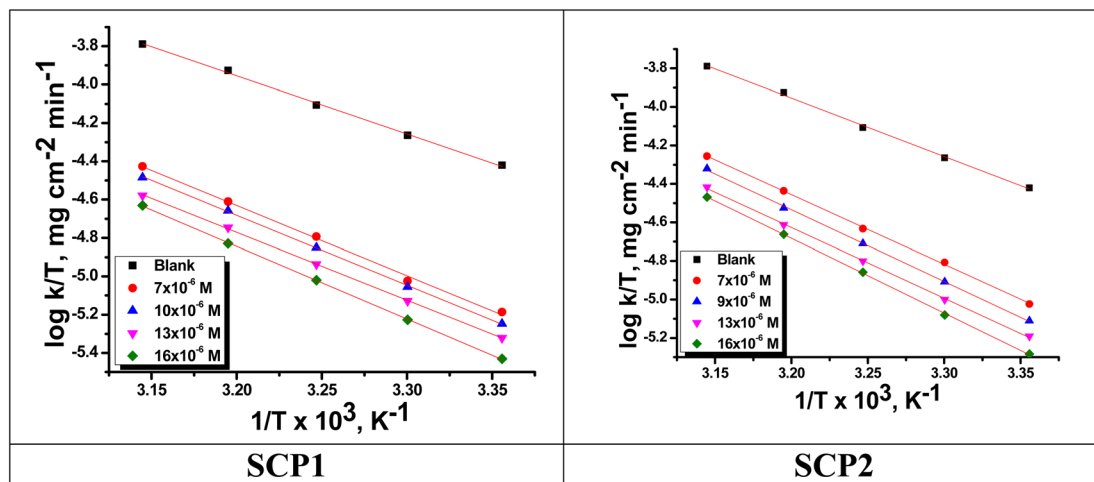 log k/T, mg cm⁻² min⁻¹
-3.8
-4.0
-4.2
-4.4
-4.6
-4.8
-5.0
-5.2
-5.4
Blank
7x10⁻⁶ M
10x10⁻⁶ M
13x10⁻⁶ M
16x10⁻⁶ M
3.15 3.20 3.25 3.30 3.35
1/T x 10³, K⁻¹
SCP1
log k/T, mg cm⁻² min⁻¹
-3.8
-4.0
-4.2
-4.4
-4.6
-4.8
-5.0
-5.2
Blank
7x10⁻⁶ M
9x10⁻⁶ M
13x10⁻⁶ M
16x10⁻⁶ M
3.15 3.20 3.25 3.30 3.35
1/T x 10³, K⁻¹
SCP2